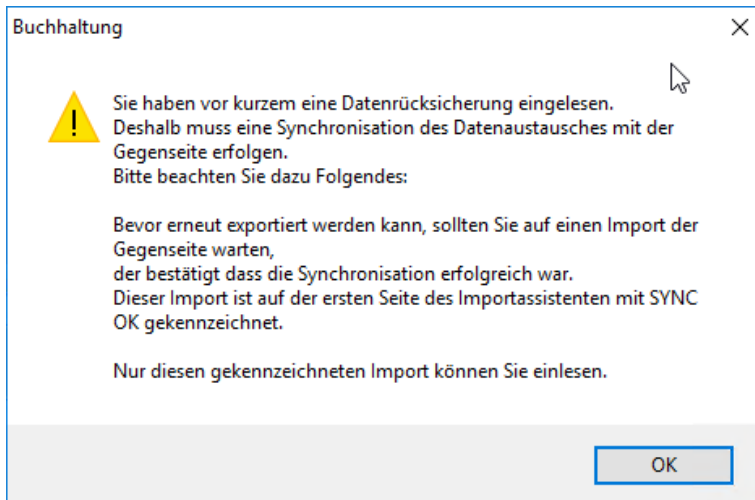 Buchhaltung
Sie haben vor kurzem eine Datenrücksicherung eingelesen.
Deshalb muss eine Synchronisation des Datenaustausches mit der
Gegenseite erfolgen.
Bitte beachten Sie dazu Folgendes:
Bevor erneut exportiert werden kann, sollten Sie auf einen Import der
Gegenseite warten,
der bestätigt dass die Synchronisation erfolgreich war.
Dieser Import ist auf der ersten Seite des Importassistenten mit SYNC
OK gekennzeichnet.
Nur diesen gekennzeichneten Import können Sie einlesen.
OK